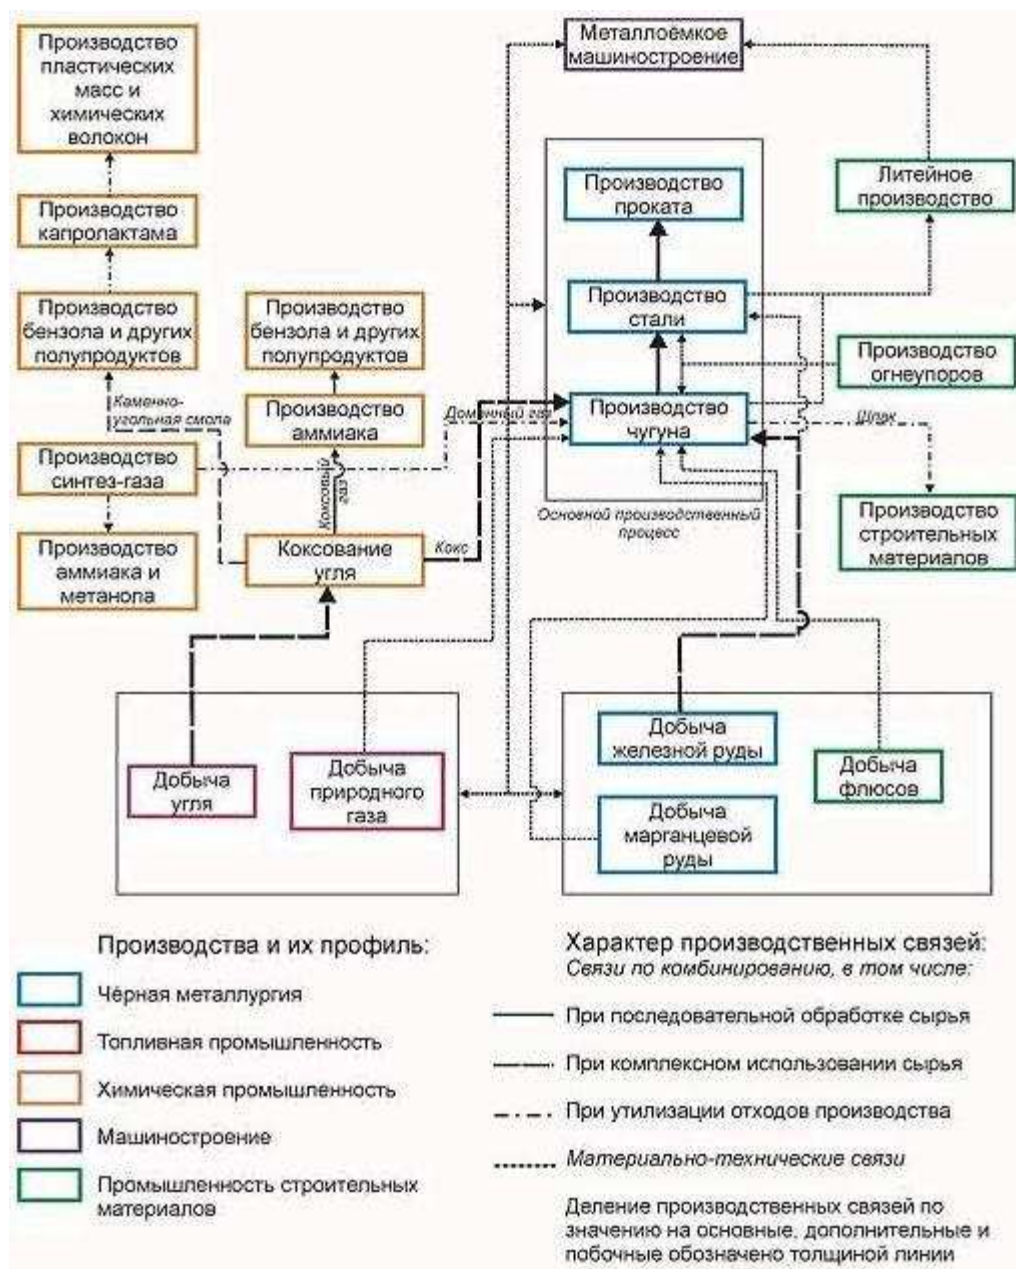 Производство
пластических
масс и
химических
волокон
Металлоёмкое
машиностроение
Производство
капролактама
Производство
проката
Литейное
производство
Производство
бензола и других
полупродуктов
Производство
бензола и других
полупродуктов
Производство
стали
Производство
огнеупоров
Каменно-
угольная смола
Производство
аммиака
Доменный газ
Производство
чугуна
Шлак
Производство
синтез-газа
Коксовый
газ
Основной производственный
процесс
Производство
строительных
материалов
Производство
аммиака и
метанола
Коксование
угля
Кокс
Добыча
угля
Добыча
природного
газа
Добыча
железной руды
Добыча
флюсов
Добыча
марганцевой
руды
Производства и их профиль:
Чёрная металлургия
Топливная промышленность
Химическая промышленность
Машиностроение
Промышленность строительных
материалов
Характер производственных связей:
Связи по комбинированию, в том числе:
При последовательной обработке сырья
При комплексном использовании сырья
При утилизации отходов производства
Материально-технические связи
Деление производственных связей по
значению на основные, дополнительные и
побочные обозначено толщиной линии